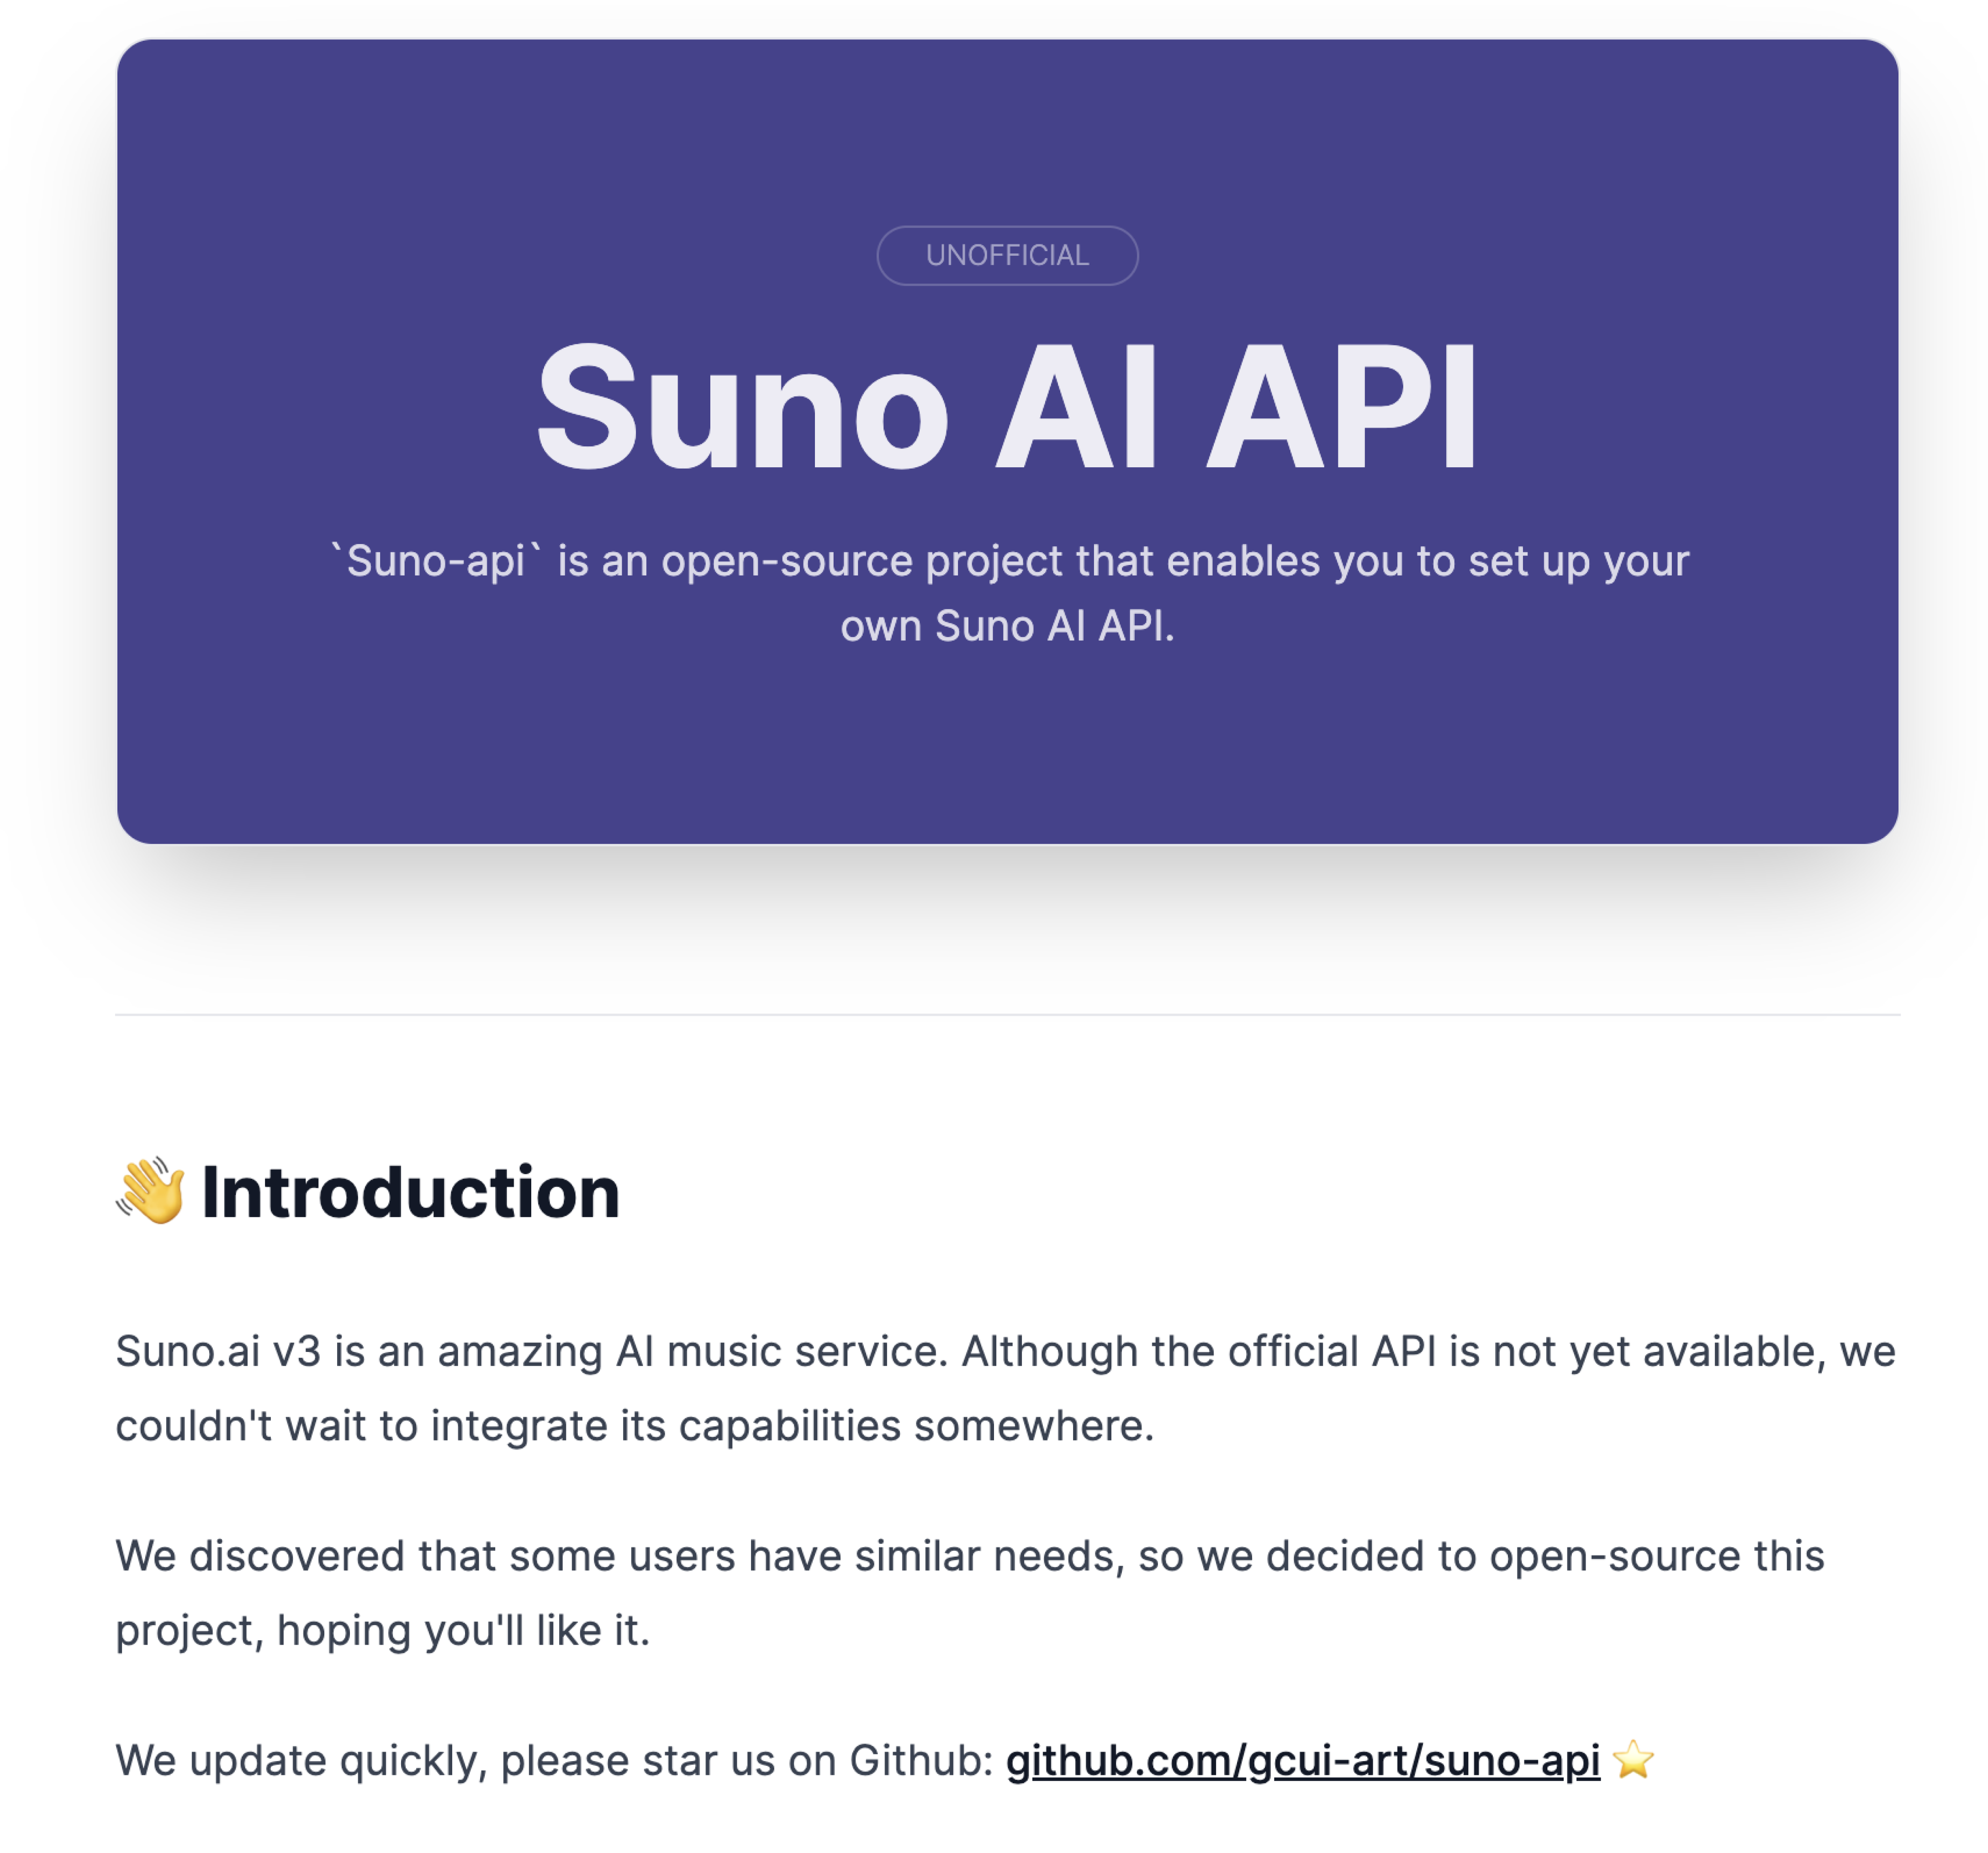 UNOFFICIAL
Suno AI API
`Suno-api` is an open-source project that enables you to set up your
own Suno AI API.
👋 Introduction
Suno.ai v3 is an amazing AI music service. Although the official API is not yet available, we
couldn't wait to integrate its capabilities somewhere.
We discovered that some users have similar needs, so we decided to open-source this
project, hoping you'll like it.
We update quickly, please star us on Github: github.com/gcui-art/suno-api ⭐